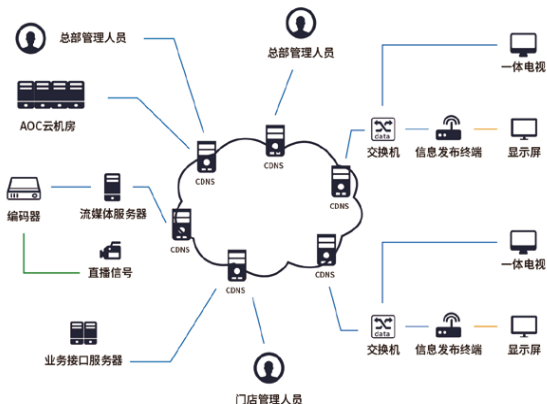 总部管理人员
总部管理人员
一体电视
AOC云机房
data
交换机
信息发布终端
显示屏
CDNS
CDNS
CDNS
编码器
流媒体服务器
CDNS
直播信号
CDNS
CDNS
一体电视
业务接口服务器
data
交换机
信息发布终端
显示屏
门店管理人员